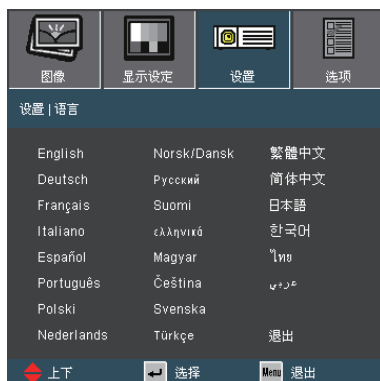 图像 显示设定 设置 选项
设置 | 语言
English Norsk/Dansk 繁體中文
Deutsch Русский 简体中文
Français Suomi 日本語
Italiano ελληνικά 한국어
Español Magyar ไทย
Português Čeština عربي
Polski Svenska
Nederlands Türkçe 退出
上下 选择 Menu 退出